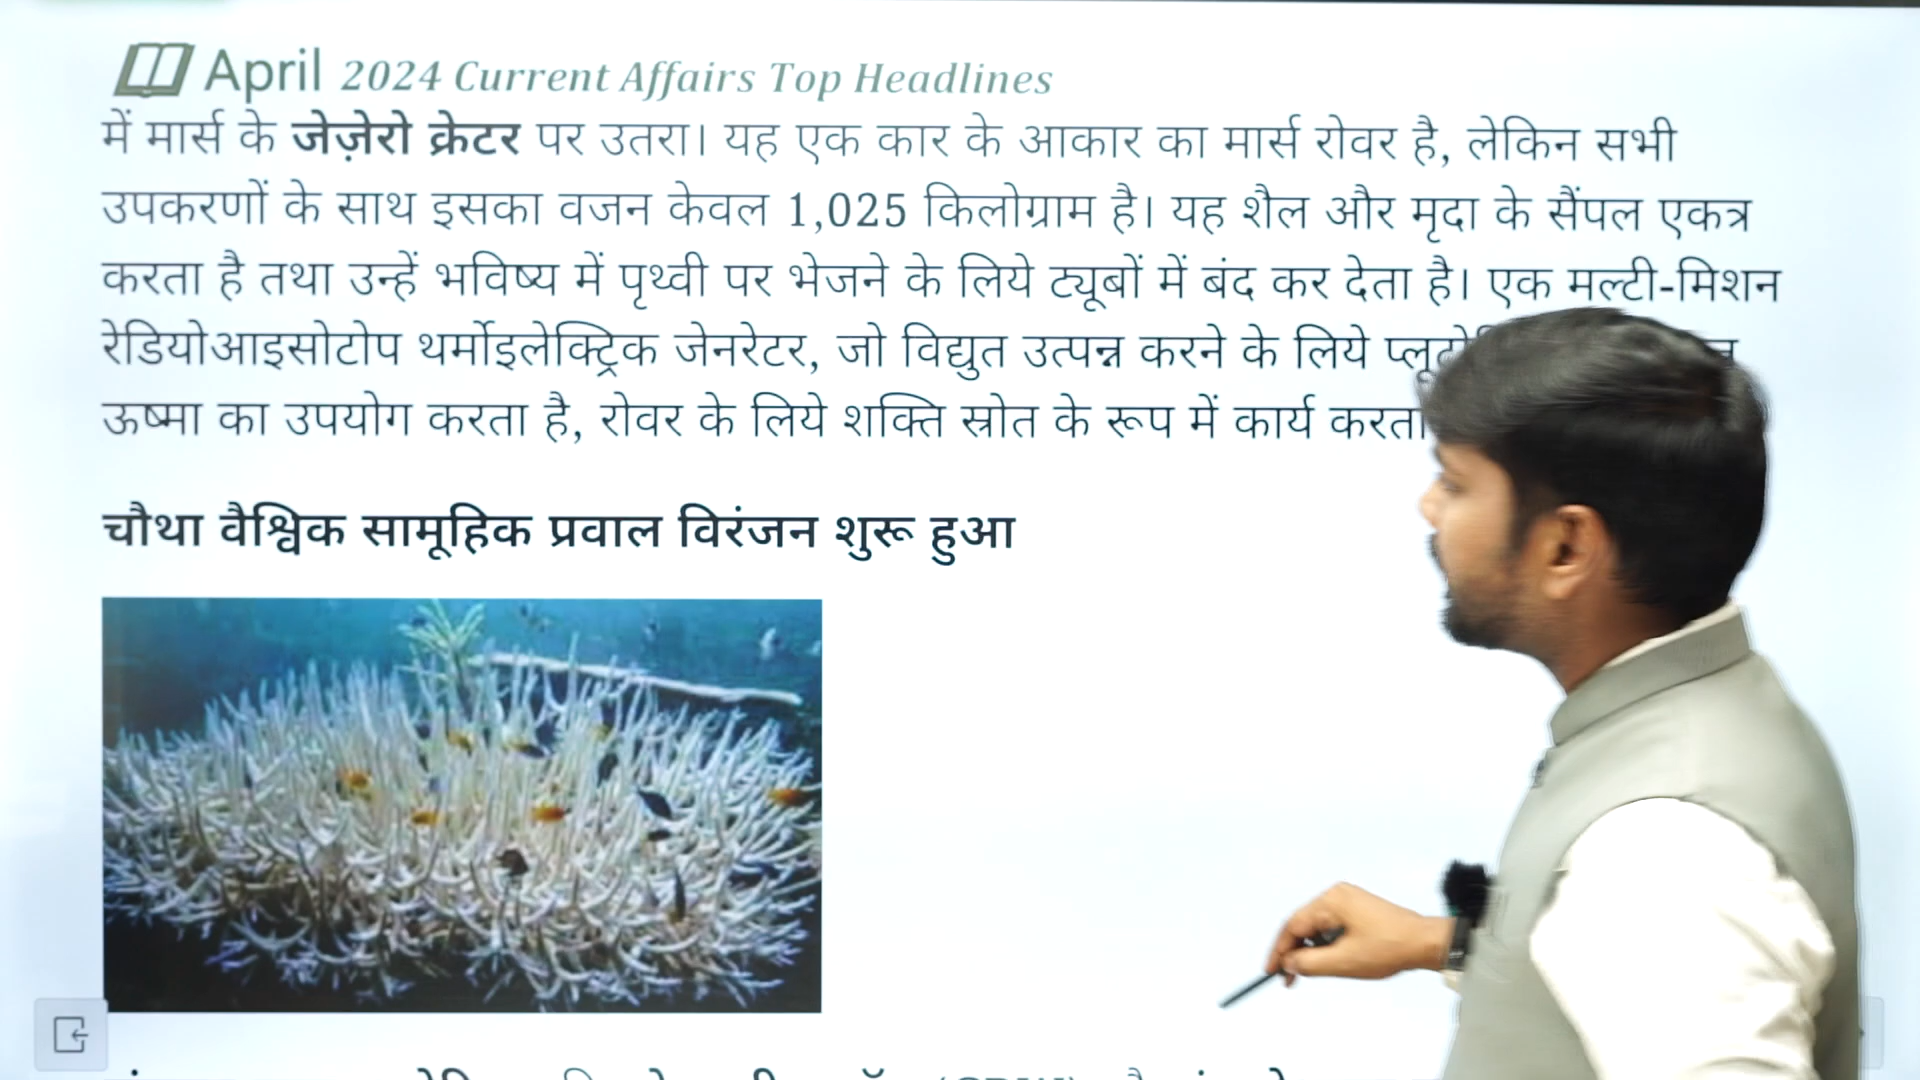 April 2024 Current Affairs Top Headlines
में मार्स के जेज़ेरो क्रेटर पर उतरा। यह एक कार के आकार का मार्स रोवर है, लेकिन सभी
उपकरणों के साथ इसका वजन केवल 1,025 किलोग्राम है। यह शैल और मृदा के सैंपल एकत्र
करता है तथा उन्हें भविष्य में पृथ्वी पर भेजने के लिये ट्यूबों में बंद कर देता है। एक मल्टी-मिशन
रेडियोआइसोटोप थर्मोइलेक्ट्रिक जेनरेटर, जो विद्युत उत्पन्न करने के लिये
ऊष्मा का उपयोग करता है, रोवर के लिये शक्ति स्रोत के रूप में कार्य करता
चौथा वैश्विक सामूहिक प्रवाल विरंजन शुरू हुआ